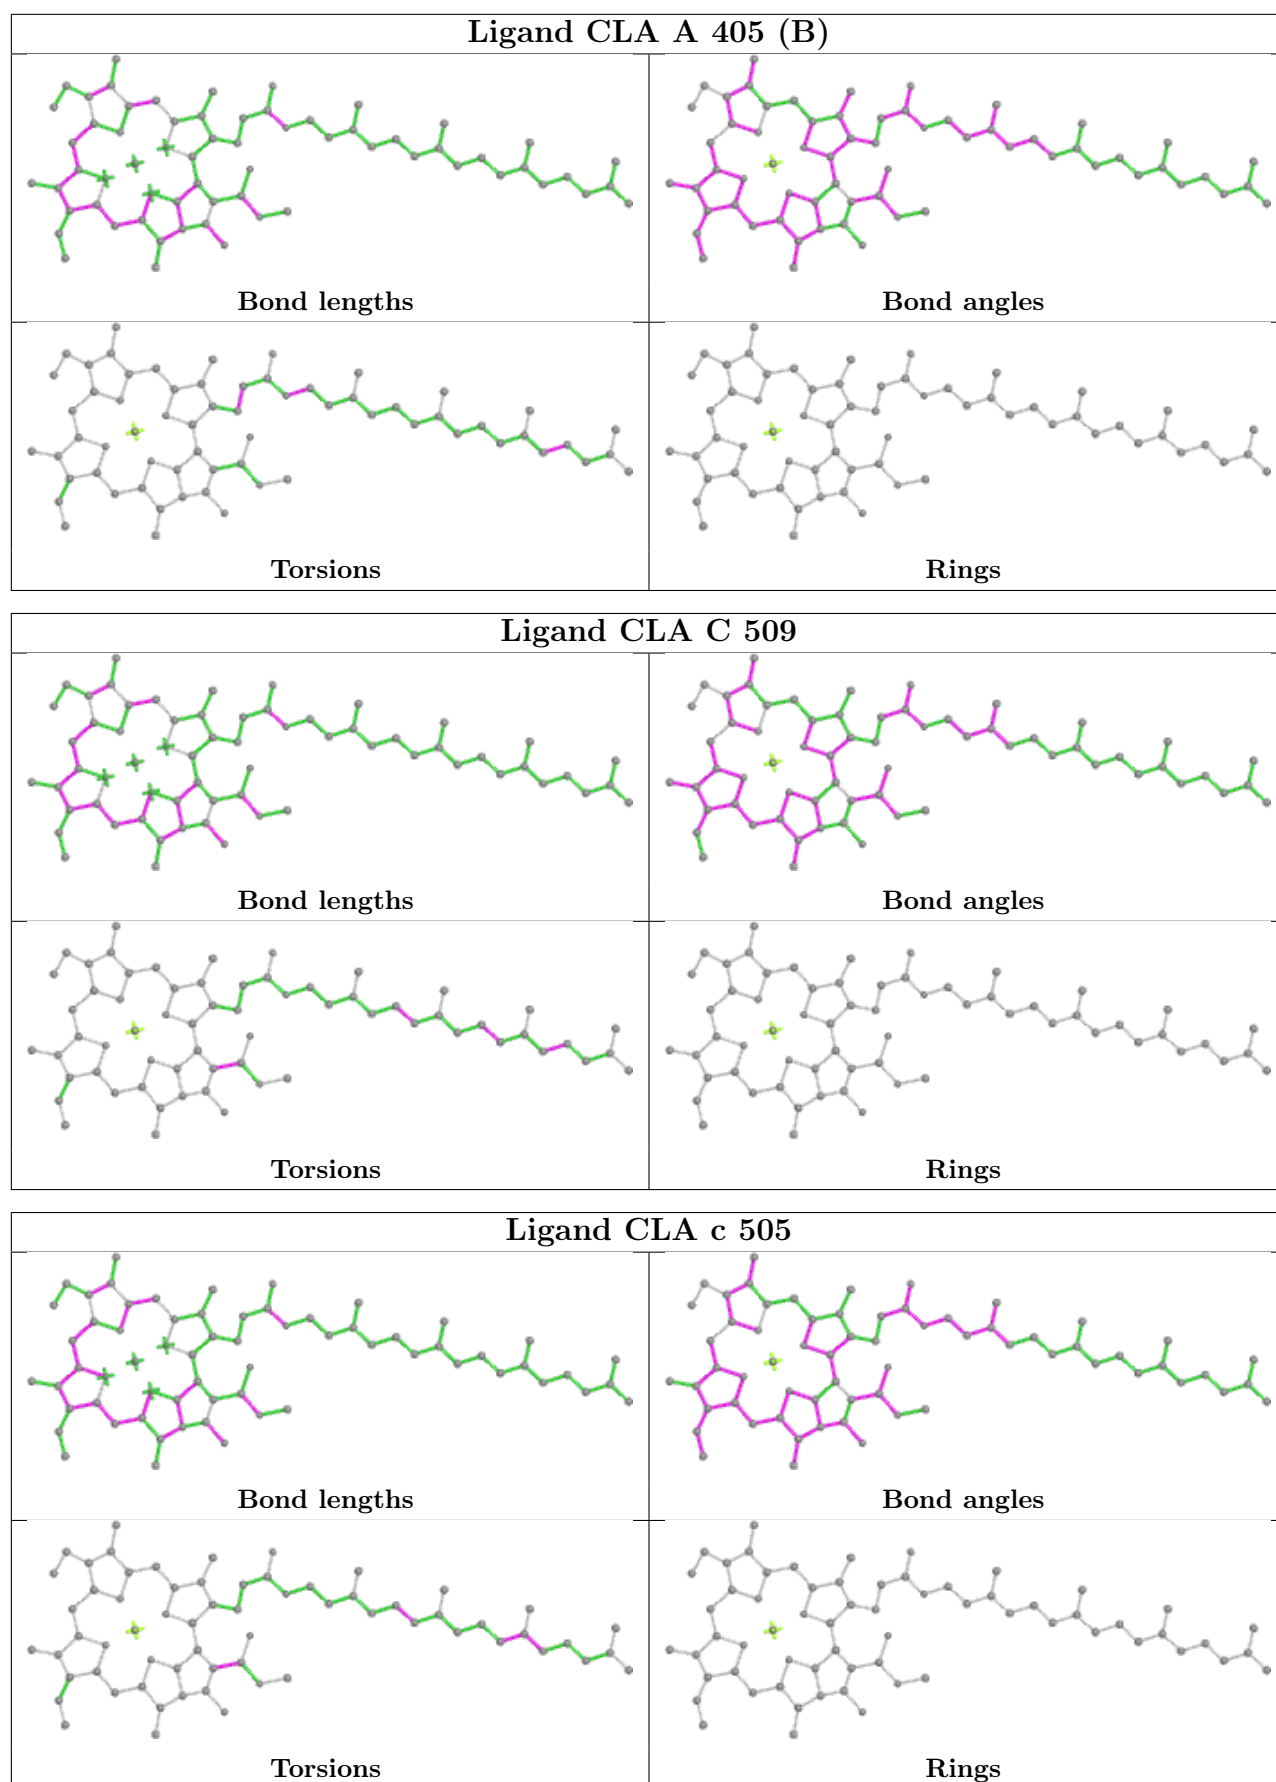 Ligand CLA A 405 (B)
Bond lengths
Bond angles
Torsions
Rings
Ligand CLA C 509
Bond lengths
Bond angles
Torsions
Rings
Ligand CLA c 505
Bond lengths
Bond angles
Torsions
Rings